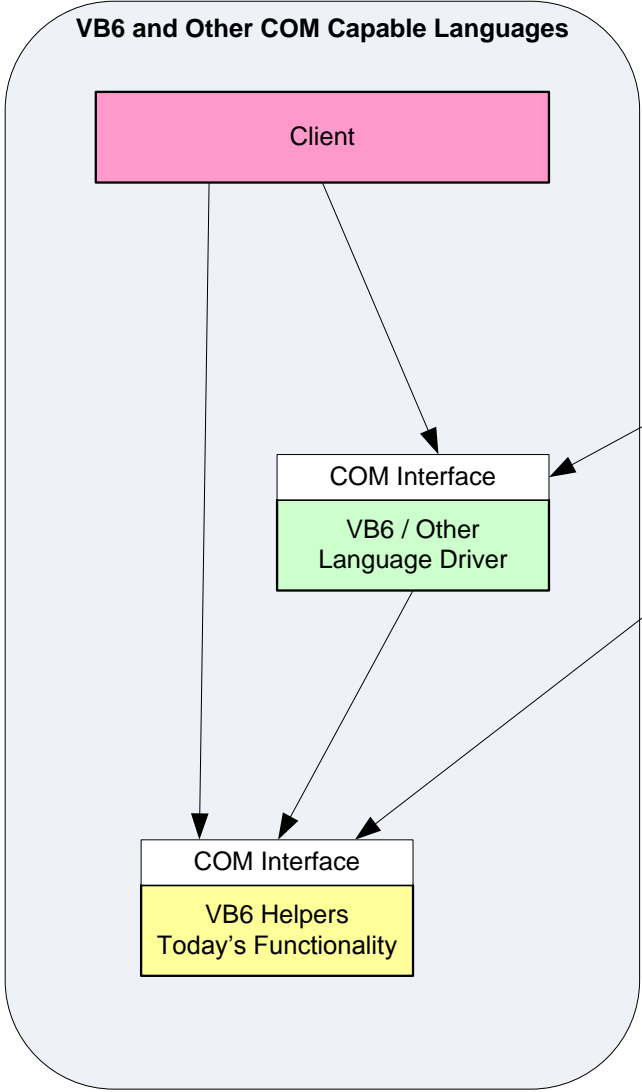 VB6 and Other COM Capable Languages
Client
COM Interface
VB6 / Other
Language Driver
COM Interface
VB6 Helpers
Today's Functionality